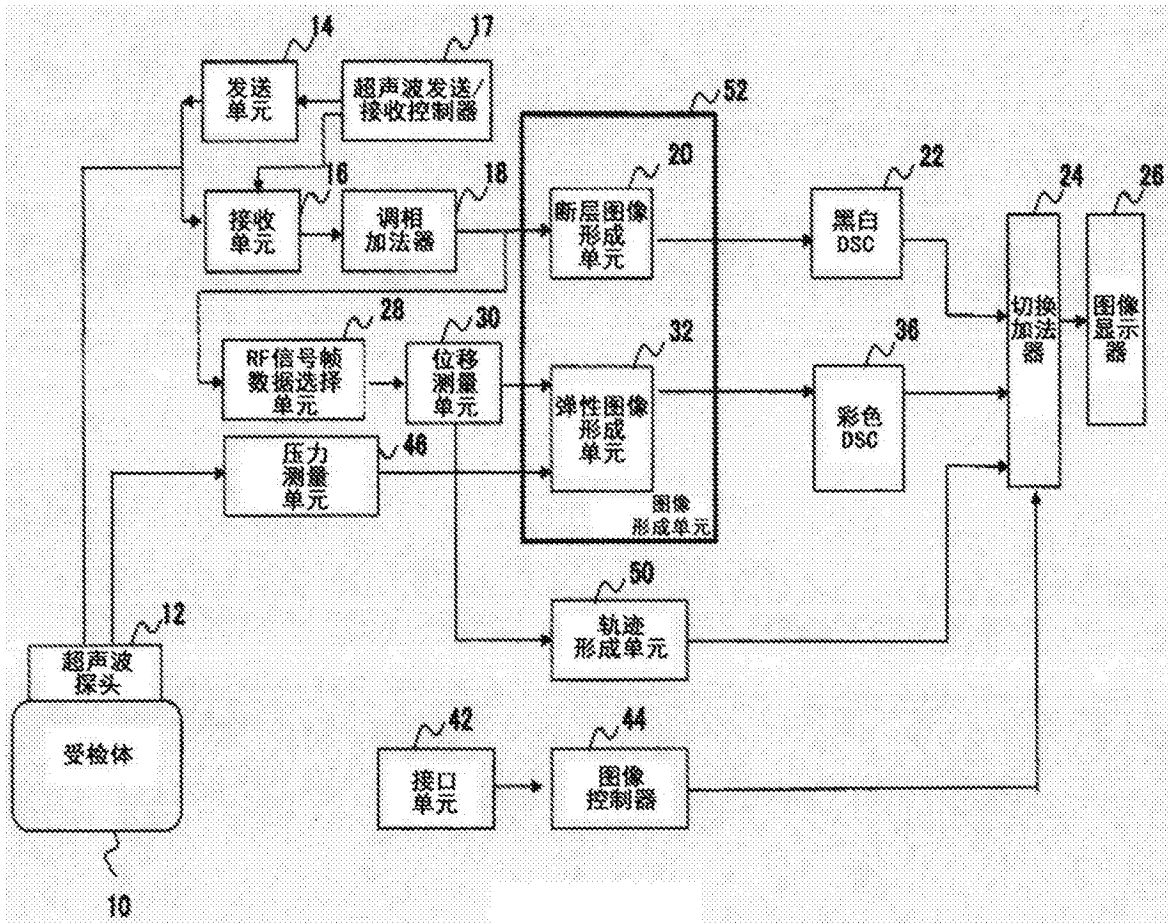 14
17
发送
单元
超声波发送/
接收控制器
52
16
18
20
22
24
26
接收
单元
调相
加法器
断层图像
形成
单元
黑白
DSC
切换
加法
器
图像
显示
器
28
30
32
36
RF信号帧
数据选择
单元
位移
测量
单元
弹性图像
形成
单元
彩色
DSC
46
压力
测量
单元
图像
形成单元
50
轨迹
形成单元
12
超声波
探头
受检体
42
44
接口
单元
图像
控制器
10